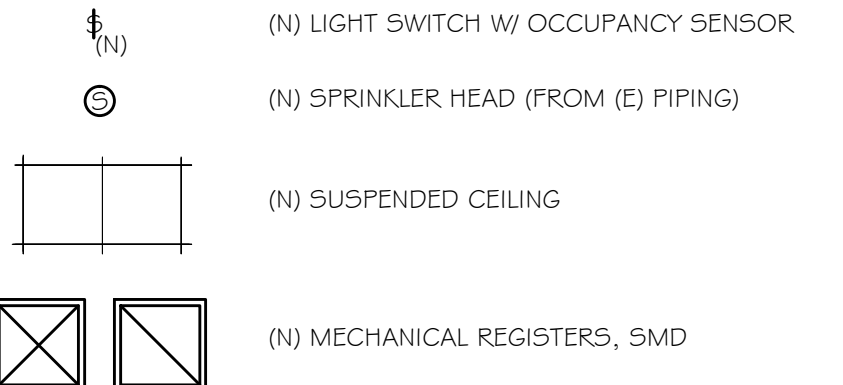 $
(N)
(N) LIGHT SWITCH W/ OCCUPANCY SENSOR
S
(N) SPRINKLER HEAD (FROM (E) PIPING)
(N) SUSPENDED CEILING
(N) MECHANICAL REGISTERS, SMD